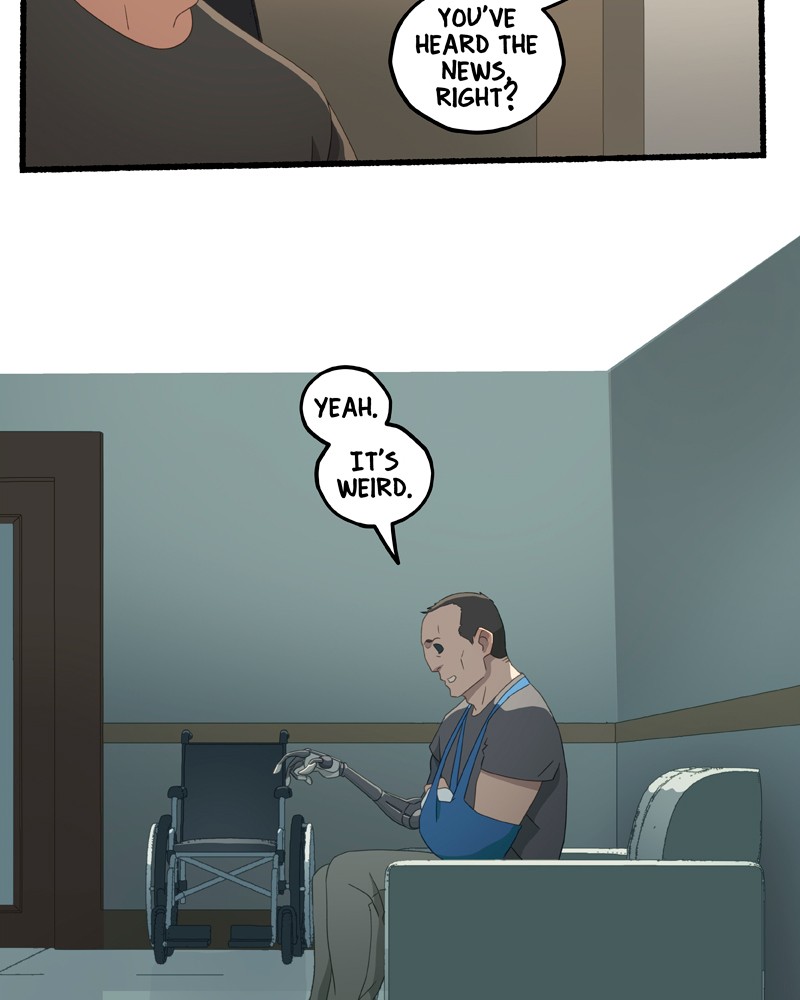 YOU'VE
HEARD THE
NEWS,
RIGHT?
YEAH.
IT'S
WEIRD.